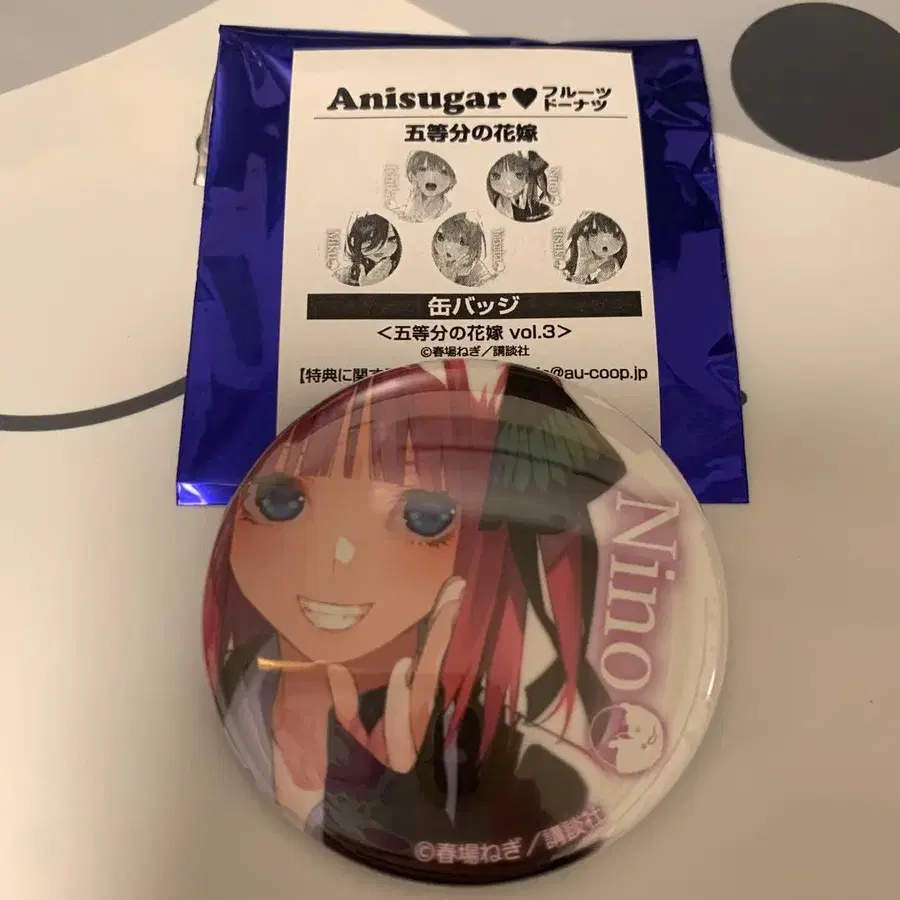 Anisugar♥フルーツドーナツ
五等分の花嫁
Nino
缶バッジ
<五等分の花嫁 vol.3>
©春場ねぎ／講談社
【特典に関す
@au-coop.jp
Nino
©春場ねぎ／講談社